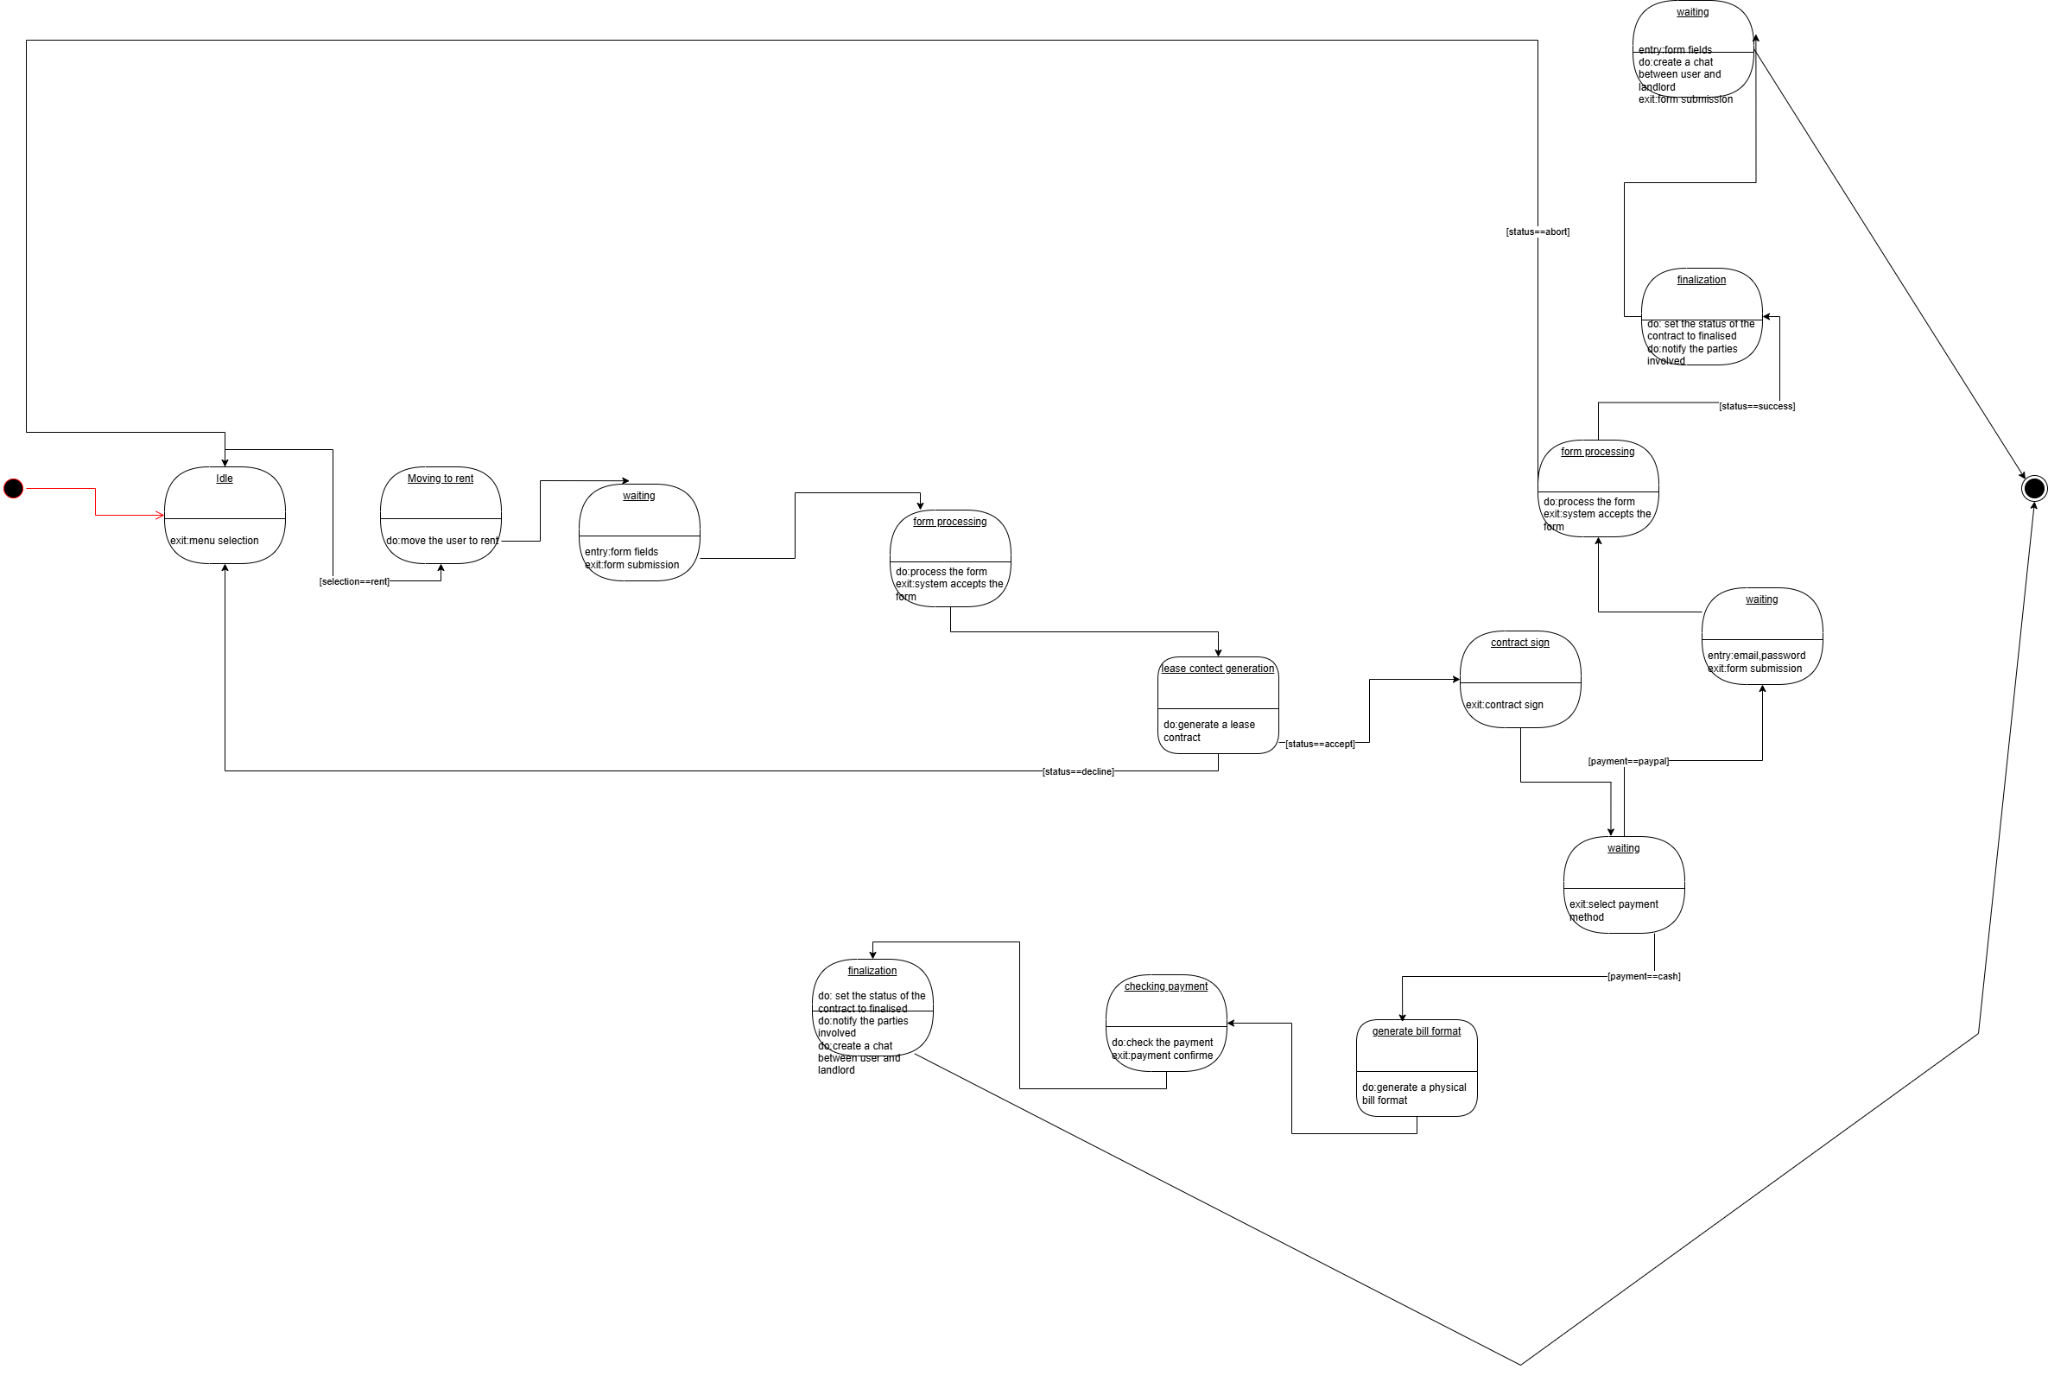 waiting
entry:form fields
do:create a chat
between user and
landlord
exit:form submission
[status==abort]
finalization
do: set the status of the
contract to finalised
do:notify the parties
involved
[status==success]
form processing
do:process the form
exit:system accepts the
form
Idle
exit:menu selection
[selection==rent]
Moving to rent
do:move the user to rent
waiting
entry:form fields
exit:form submission
form processing
do:process the form
exit:system accepts the
form
waiting
entry:email,password
exit:form submission
lease contect generation
do:generate a lease
contract
[status==accept]
[status==decline]
contract sign
exit:contract sign
[payment==paypal]
waiting
exit:select payment
method
[payment==cash]
finalization
do: set the status of the
contract to finalised
do:notify the parties
involved
do:create a chat
between user and
landlord
checking payment
do:check the payment
exit:payment confirme
generate bill format
do:generate a physical
bill format